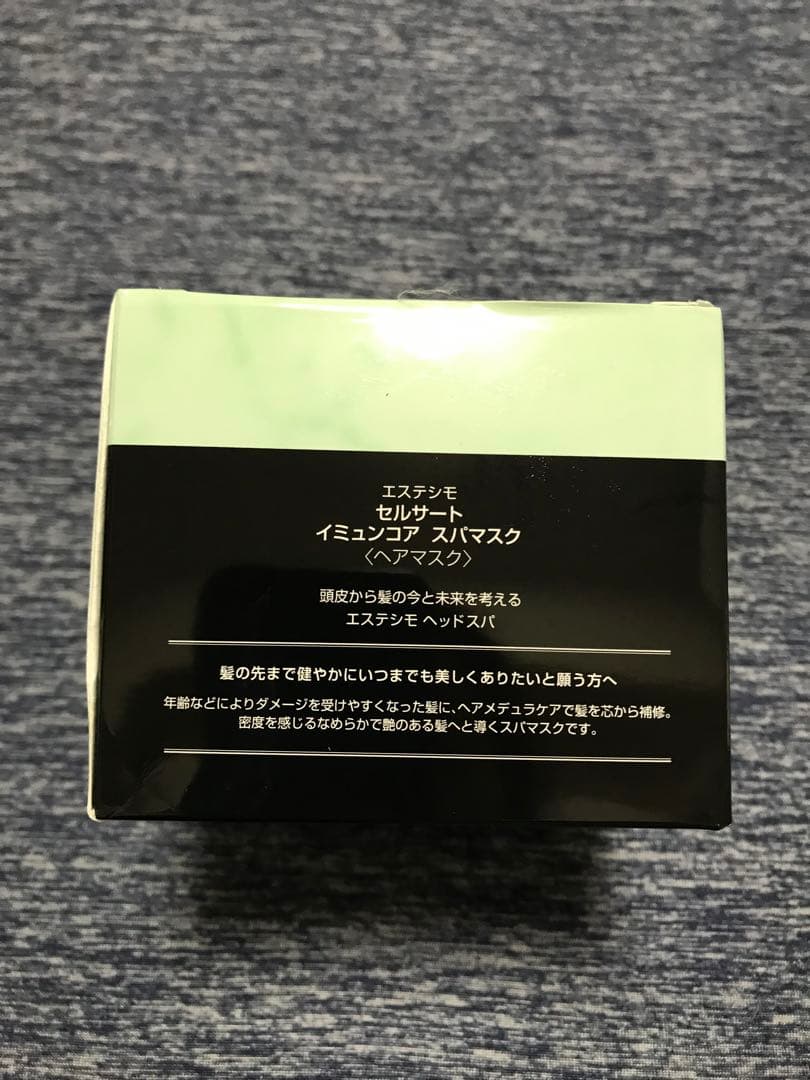 エステシモ
セルサート
イミュンコア スパマスク
〈ヘアマスク〉
頭皮から髪の今と未来を考える
エステシモ ヘッドスパ
髪の先まで健やかにいつまでも美しくありたいと願う方へ
年齢などによりダメージを受けやすくなった髪に、ヘアメデュラケアで髪を芯から補修。
密度を感じるなめらかで艶のある髪へと導くスパマスクです。